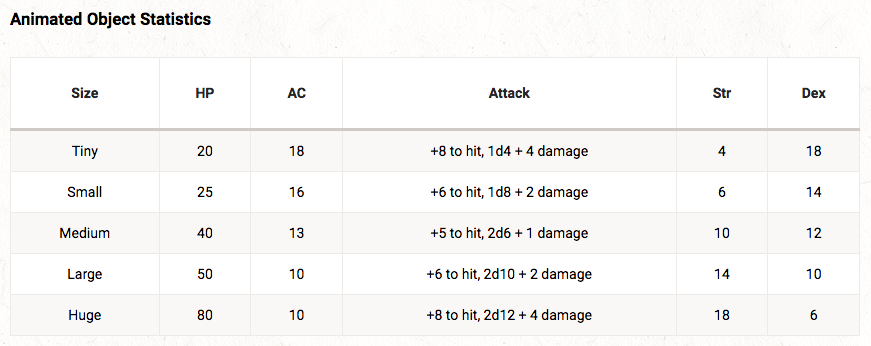 Animated Object Statistics
Size HP AC Attack Str Dex
Tiny 20 18 +8 to hit, 1d4 + 4 damage 4 18
Small 25 16 +6 to hit, 1d8 + 2 damage 6 14
Medium 40 13 +5 to hit, 2d6 + 1 damage 10 12
Large 50 10 +6 to hit, 2d10 + 2 damage 14 10
Huge 80 10 +8 to hit, 2d12 + 4 damage 18 6